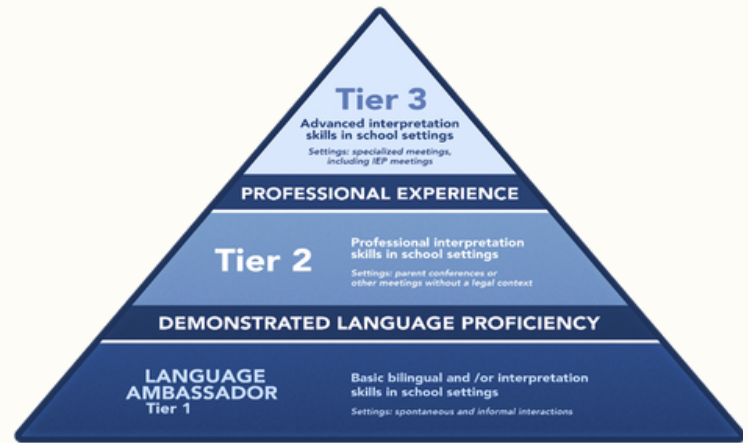 Tier 3
Advanced interpretation
skills in school settings
Settings: specialized meetings,
including IEP meetings
PROFESSIONAL EXPERIENCE
Tier 2
Professional interpretation
skills in school settings
Settings: parent conferences or
other meetings without a legal context
DEMONSTRATED LANGUAGE PROFICIENCY
LANGUAGE
AMBASSADOR
Tier 1
Basic bilingual and /or interpretation
skills in school settings
Settings: spontaneous and informal interactions